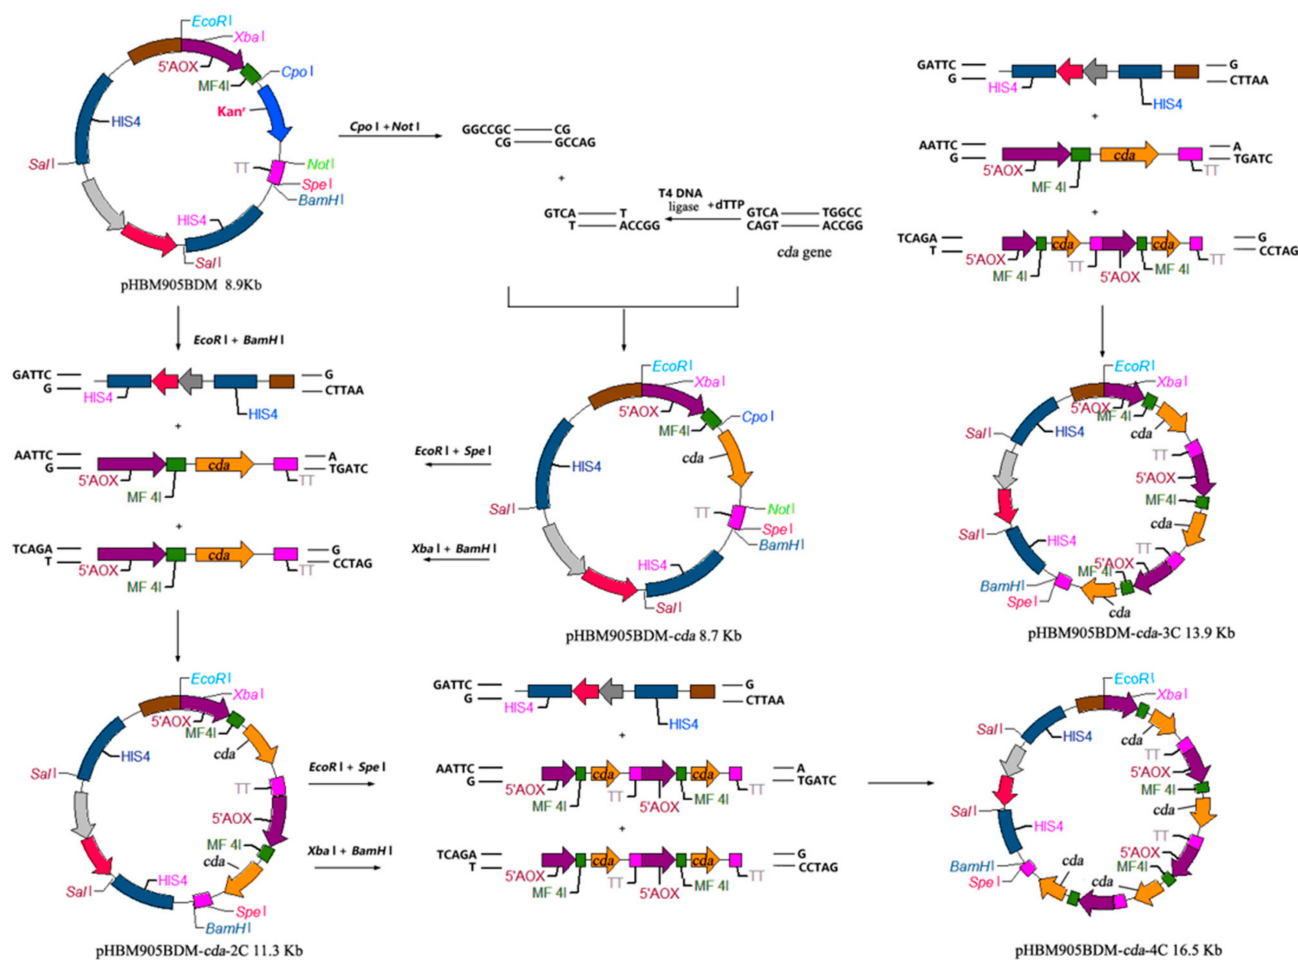 EcoR I
Xba I
5'AOX
MF4I
Cpo I
Kanʳ
HIS4
Sal I
TT
Not I
Spe I
BamH I
HIS4
Sal I
pHBM905BDM 8.9Kb
Cpo I + Not I
GGCCGC CG
CG GCCAG
+
GTCA T
T ACCGG
T4 DNA
ligase +dTTP
GTCA TGGCC
CAGT ACCGG
cda gene
GATTC G
G CTTAA
HIS4
HIS4
+
AATTC A
G TGATC
cda
5'AOX
TT
MF 4I
+
TCAGA G
T CCTAG
cda cda
5'AOX
MF 4I
TT
5'AOX
MF 4I
TT
EcoR I + BamH I
GATTC G
G CTTAA
HIS4
HIS4
+
AATTC A
G TGATC
cda
5'AOX
TT
MF 4I
+
TCAGA G
T CCTAG
cda
5'AOX
TT
MF 4I
EcoR I + Spe I
Xba I + BamH I
EcoR I
Xba I
5'AOX
MF4I
Cpo I
cda
HIS4
Sal I
TT
Not I
Spe I
BamH I
HIS4
Sal I
pHBM905BDM-cda 8.7 Kb
EcoR I
Xba I
5'AOX
MF4I
cda
Sal I
HIS4
TT
5'AOX
MF4I
cda
Sal I
HIS4
TT
5'AOX
MF 4I
BamH I
Spe I
cda
pHBM905BDM-cda-3C 13.9 Kb
EcoR I
Xba I
5'AOX
MF4I
cda
HIS4
Sal I
TT
5'AOX
MF 4I
cda
HIS4
Sal I
Spe I
BamH I
pHBM905BDM-cda-2C 11.3 Kb
EcoR I + Spe I
Xba I + BamH I
GATTC G
G CTTAA
HIS4
HIS4
+
AATTC A
G TGATC
cda cda
5'AOX
MF 4I
TT
5'AOX
MF 4I
TT
+
TCAGA G
T CCTAG
cda cda
5'AOX
MF 4I
TT
5'AOX
MF 4I
TT
EcoR I
Xba I
Sal I
HIS4
cda
TT
5'AOX
MF 4I
cda
Sal I
HIS4
TT
5'AOX
MF4I
BamH I
Spe I
cda
cda
pHBM905BDM-cda-4C 16.5 Kb